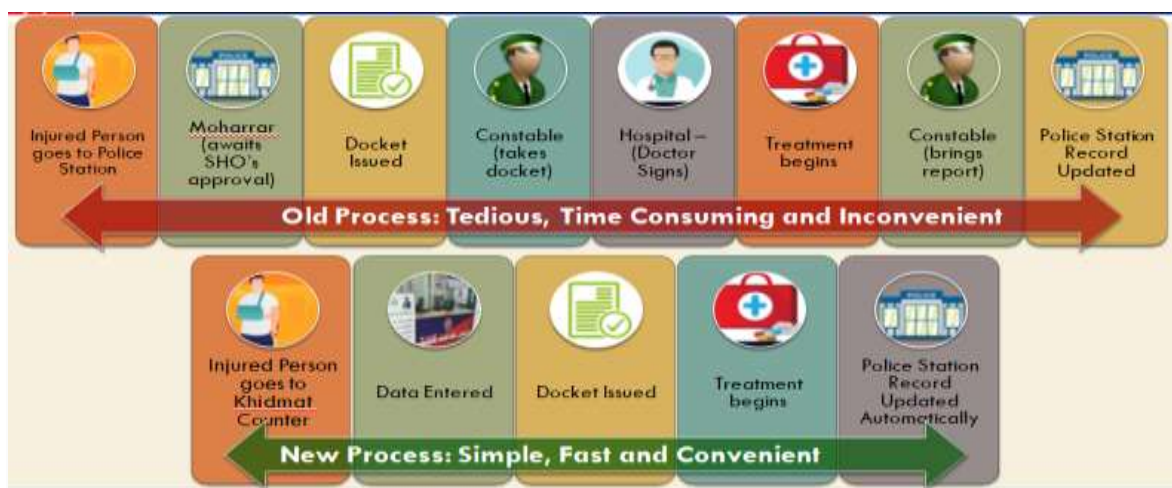 Injured Person
goes to Police
Station
Moharrar
(awaits
SHO's
approval)
Docket
Issued
Constable
(takes
docket)
Hospital –
(Doctor
Signs)
Treatment
begins
Constable
(brings
report)
Police Station
Record
Updated
Old Process: Tedious, Time Consuming and Inconvenient
Injured Person
goes to
Khidmat
Counter
Data Entered
Docket Issued
Treatment
begins
Police Station
Record
Updated
Automatically
New Process: Simple, Fast and Convenient